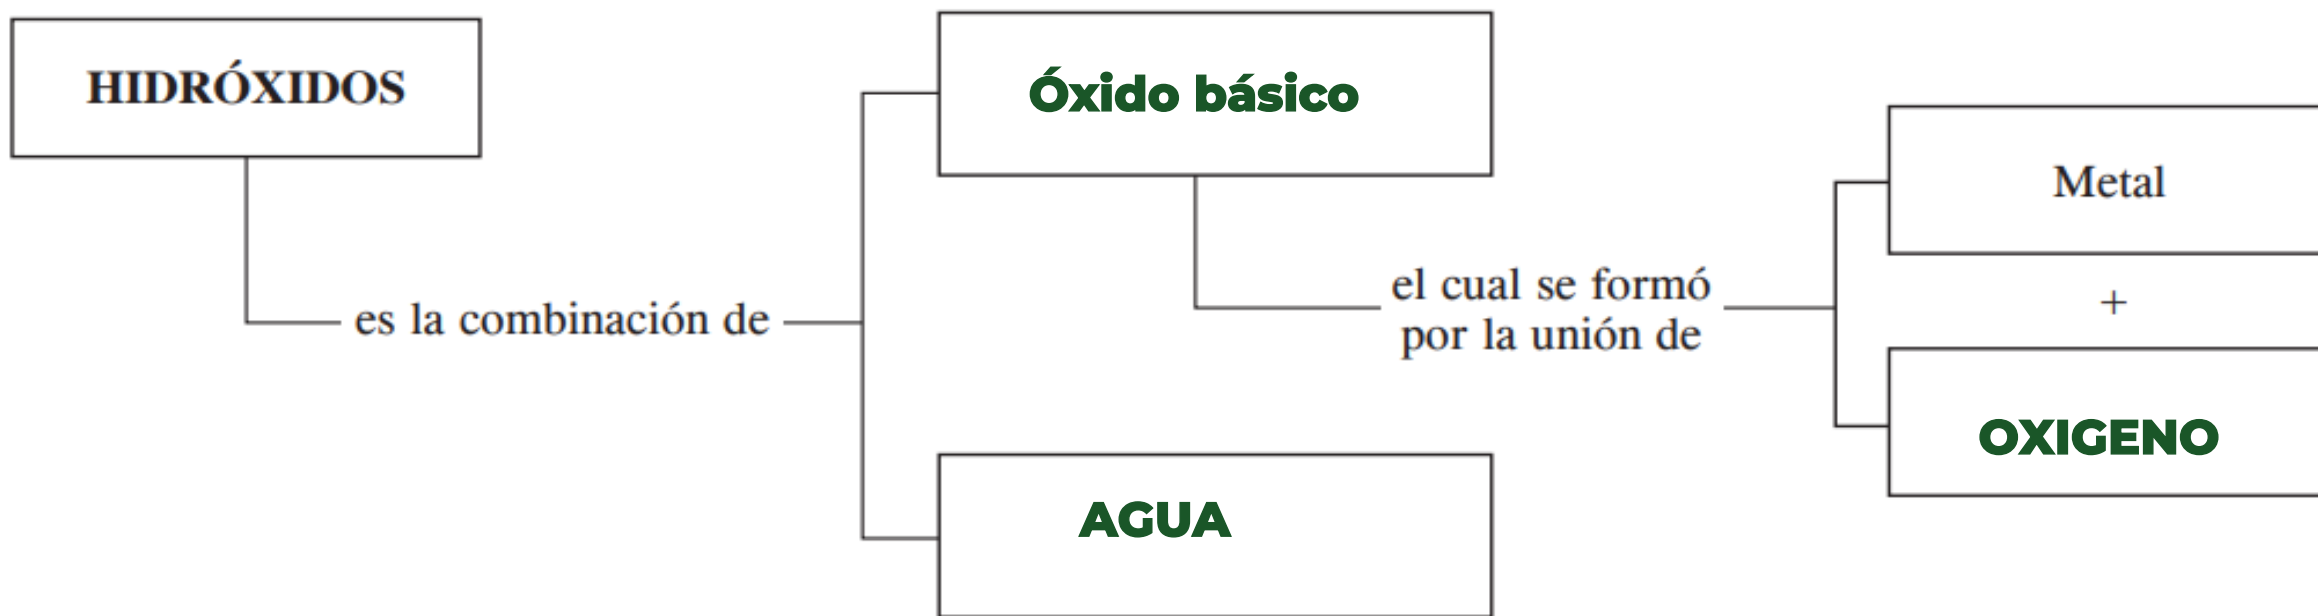 HIDRÓXIDOS
es la combinación de
Óxido básico
AGUA
el cual se formó
por la unión de
Metal
+
OXIGENO